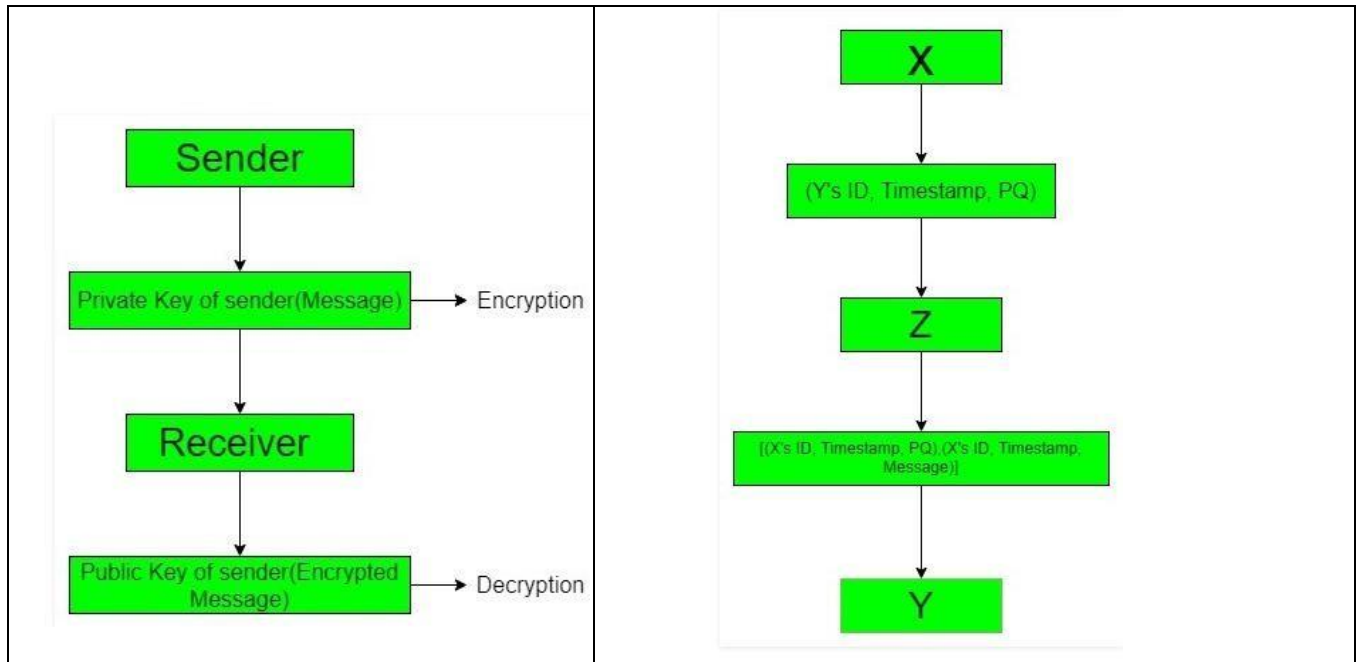 Sender
Private Key of sender(Message)
Encryption
Receiver
Public Key of sender(Encrypted
Message)
Decryption
X
(Y's ID, Timestamp, PQ)
Z
[(X's ID, Timestamp, PQ),(X's ID, Timestamp,
Message)]
Y